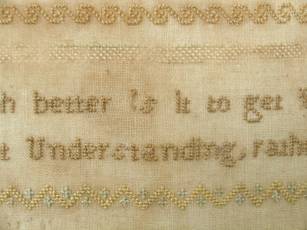 h better is it to get
t Understanding, rathe